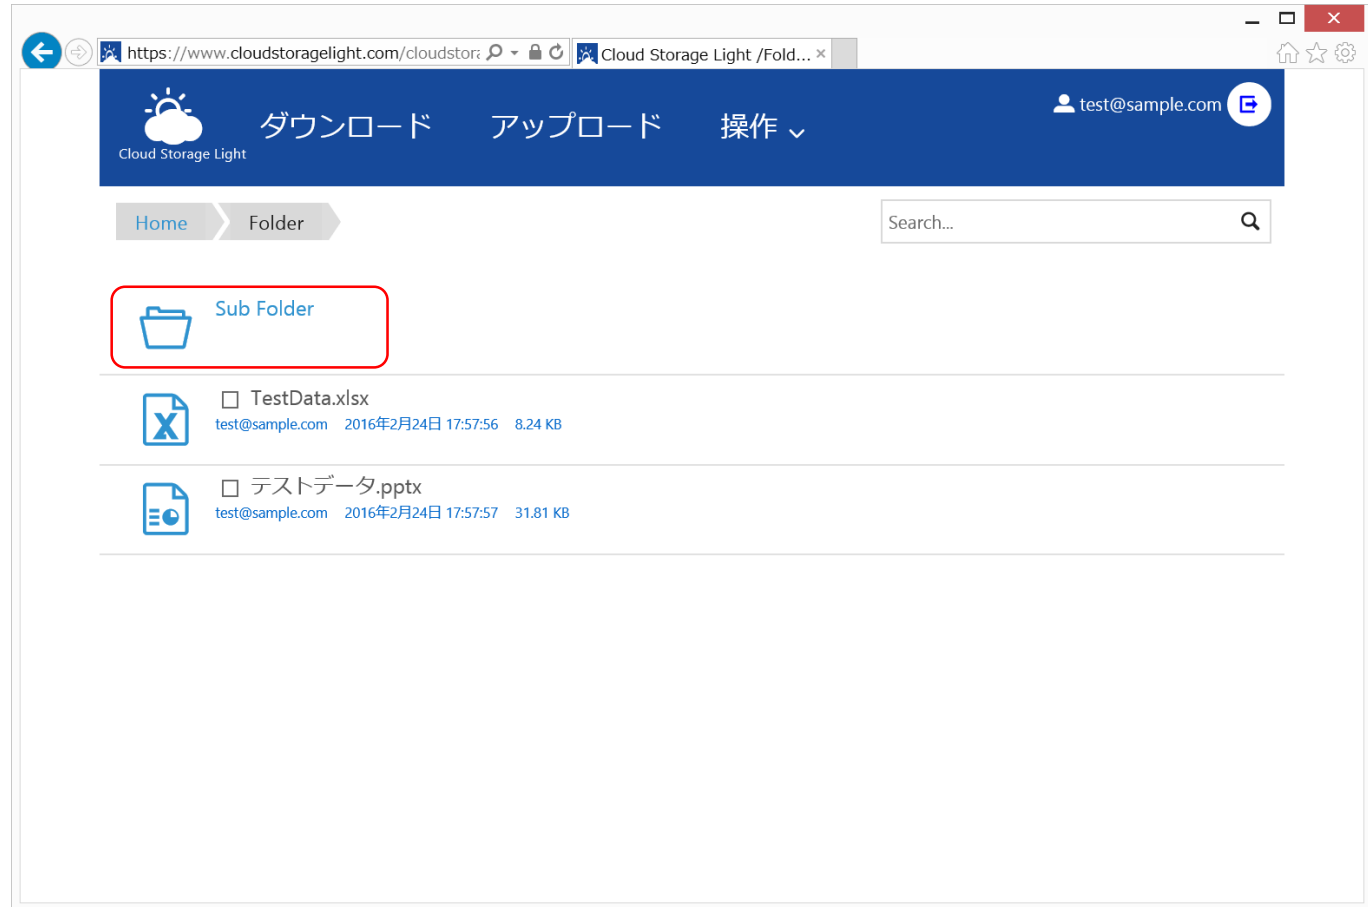 https://www.cloudstoragelight.com/cloudstora
Cloud Storage Light /Fold...
Cloud Storage Light
ダウンロード
アップロード
操作
test@sample.com
Home
Folder
Search...
Sub Folder
TestData.xlsx
test@sample.com 2016年2月24日 17:57:56 8.24 KB
テストデータ.pptx
test@sample.com 2016年2月24日 17:57:57 31.81 KB